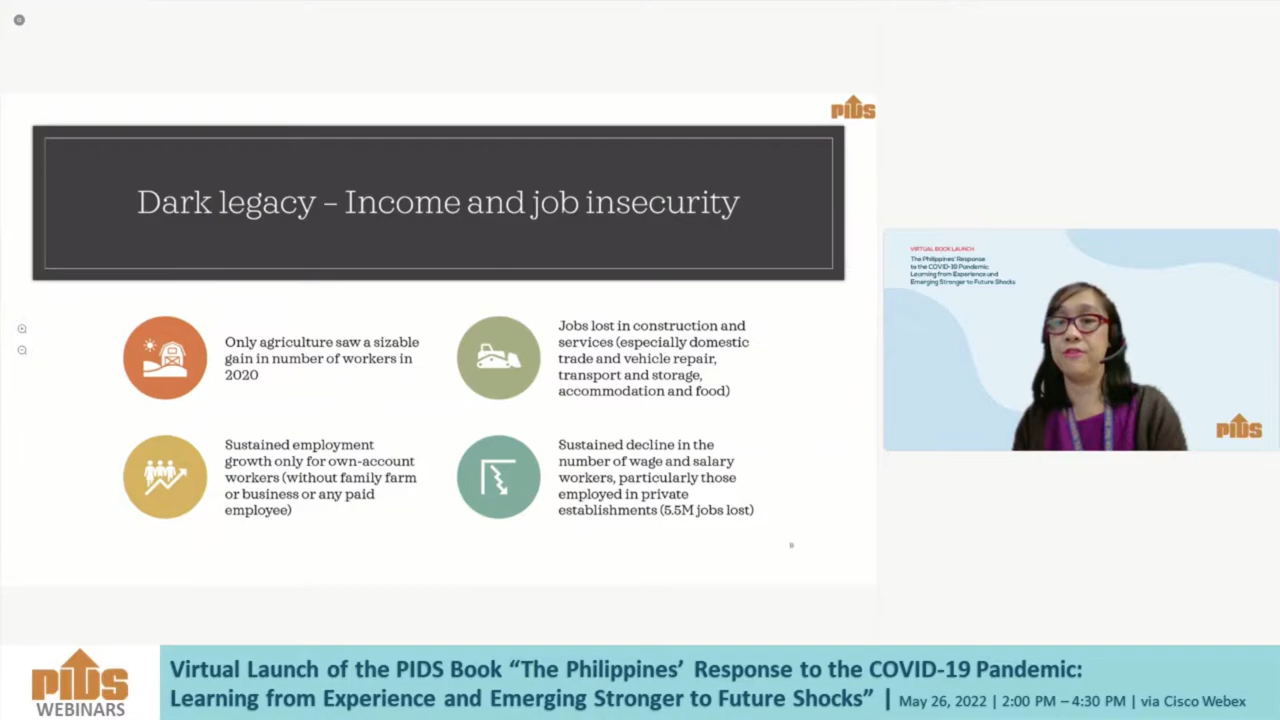 PIDS
Dark legacy – Income and job insecurity
Only agriculture saw a sizable
gain in number of workers in
2020
Jobs lost in construction and
services (especially domestic
trade and vehicle repair,
transport and storage,
accommodation and food)
Sustained employment
growth only for own-account
workers (without family farm
or business or any paid
employee)
Sustained decline in the
number of wage and salary
workers, particularly those
employed in private
establishments (5.5M jobs lost)
VIRTUAL BOOK LAUNCH
The Philippines' Response
to the COVID-19 Pandemic:
Learning from Experience and
Emerging Stronger to Future Shocks
PIDS
PIDS
WEBINARS
Virtual Launch of the PIDS Book “The Philippines’ Response to the COVID-19 Pandemic:
Learning from Experience and Emerging Stronger to Future Shocks” | May 26, 2022 | 2:00 PM – 4:30 PM | via Cisco Webex